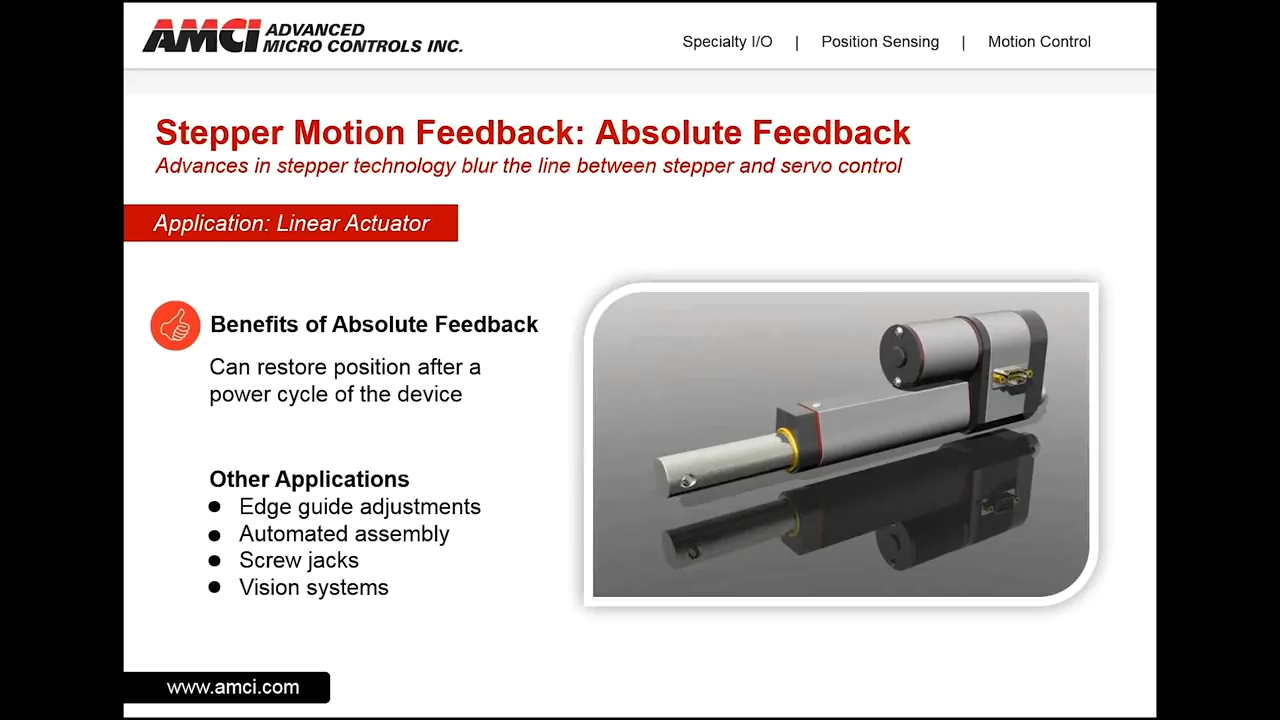 AMCI ADVANCED
MICRO CONTROLS INC.
Specialty I/O | Position Sensing | Motion Control
Stepper Motion Feedback: Absolute Feedback
Advances in stepper technology blur the line between stepper and servo control
Application: Linear Actuator
Benefits of Absolute Feedback
Can restore position after a
power cycle of the device
Other Applications
● Edge guide adjustments
● Automated assembly
● Screw jacks
● Vision systems
www.amci.com